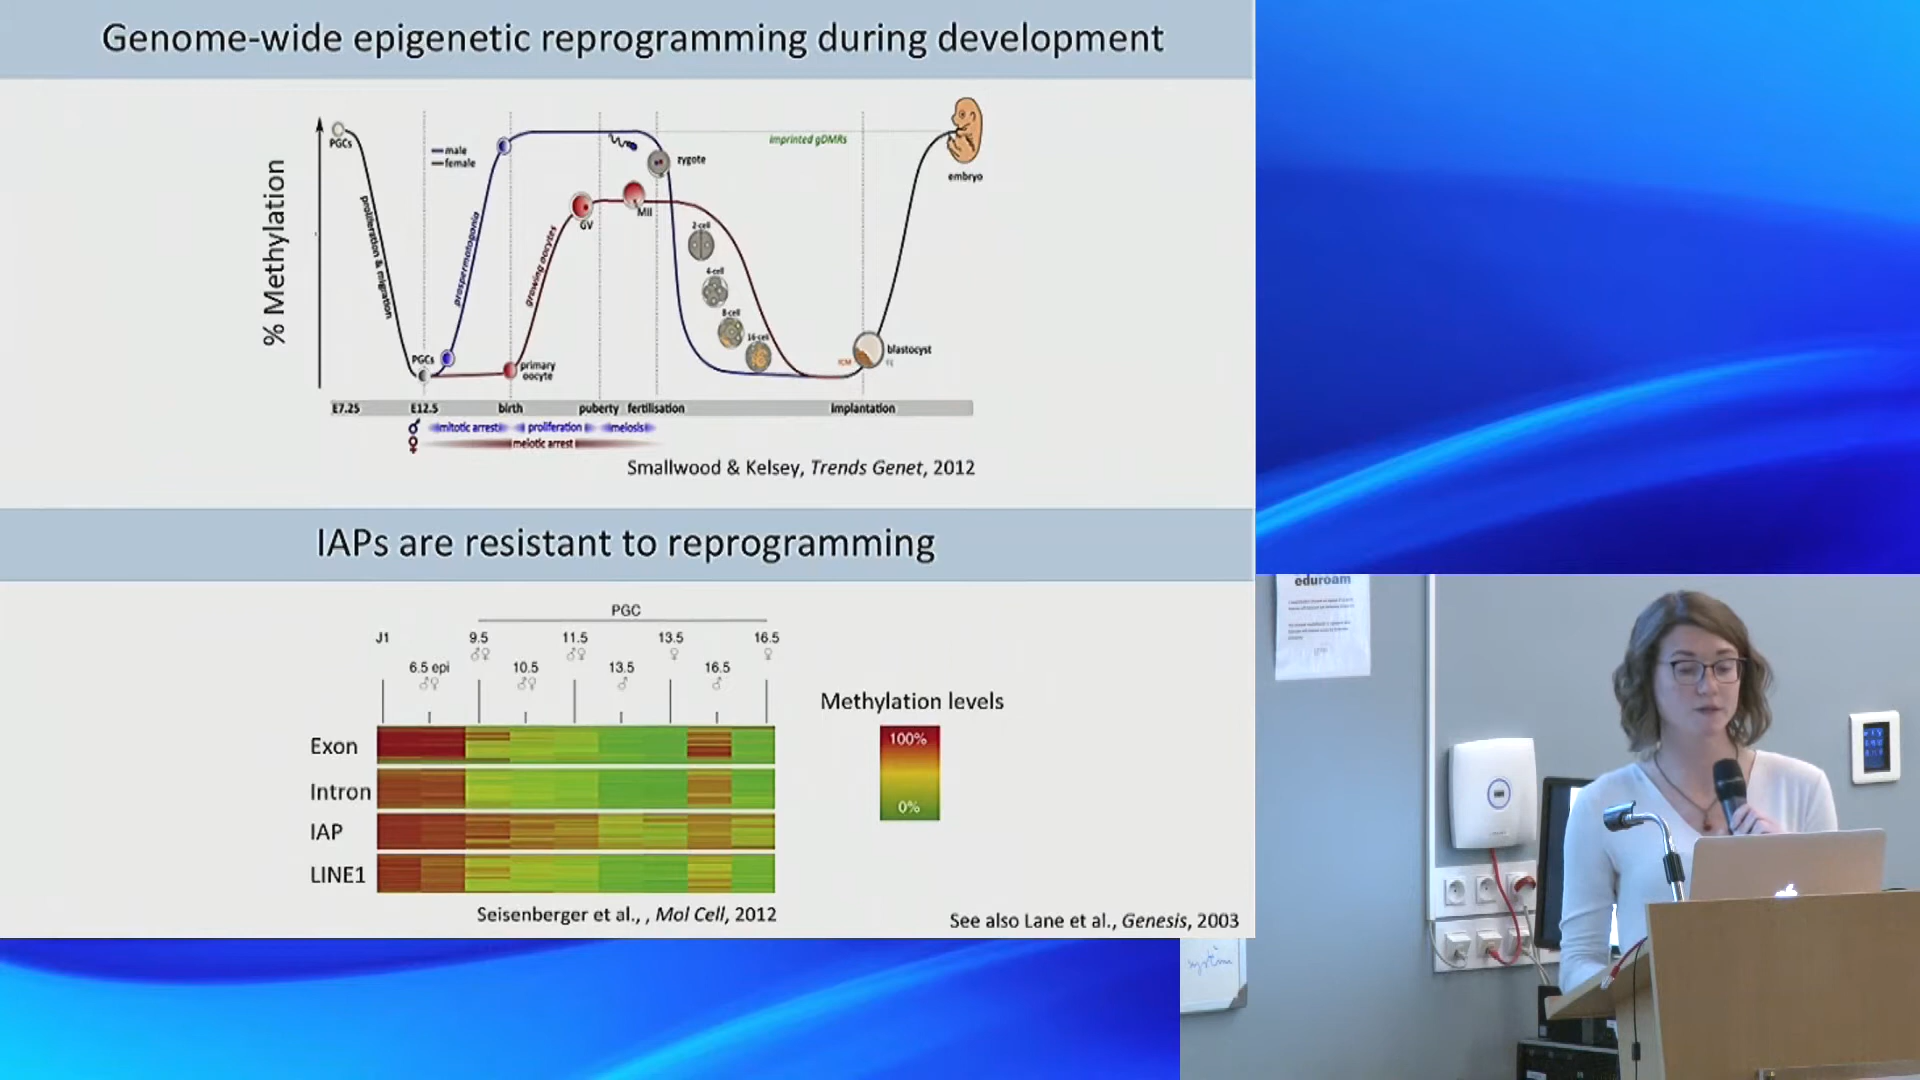 Genome-wide epigenetic reprogramming during development
% Methylation
PGCs
proliferation & migration
male
female
prospermatogonia
growing oocytes
GV
MII
zygote
imprinted gDMRs
embryo
2-cell
4-cell
8-cell
16-cell
PGCs
primary
oocyte
ICM
TE
blastocyst
E7.25 E12.5 birth puberty fertilisation implantation
♂ mitotic arrest proliferation meiosis
♀ meiotic arrest
Smallwood & Kelsey, Trends Genet, 2012
IAPs are resistant to reprogramming
PGC
J1 9.5 11.5 13.5 16.5
♂♀ ♂♀ ♀ ♀
6.5 epi 10.5 13.5 16.5
♂♀ ♂♀ ♂ ♂
Exon
Intron
IAP
LINE1
Methylation levels
100%
0%
Seisenberger et al., , Mol Cell, 2012
See also Lane et al., Genesis, 2003
eduroam
système